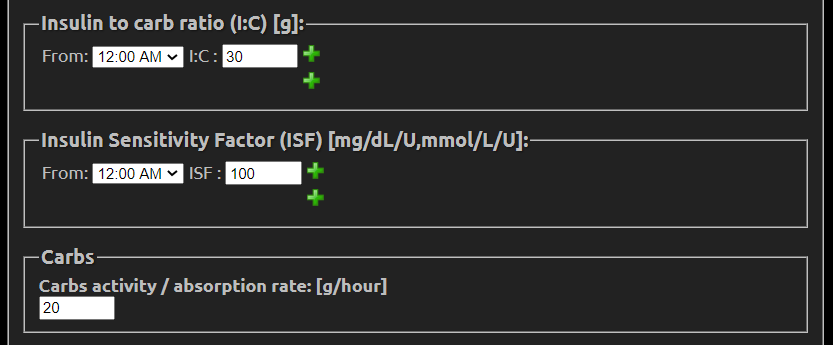 Insulin to carb ratio (I:C) [g]:
From: 12:00 AM I:C : 30
Insulin Sensitivity Factor (ISF) [mg/dL/U,mmol/L/U]:
From: 12:00 AM ISF : 100
Carbs
Carbs activity / absorption rate: [g/hour]
20